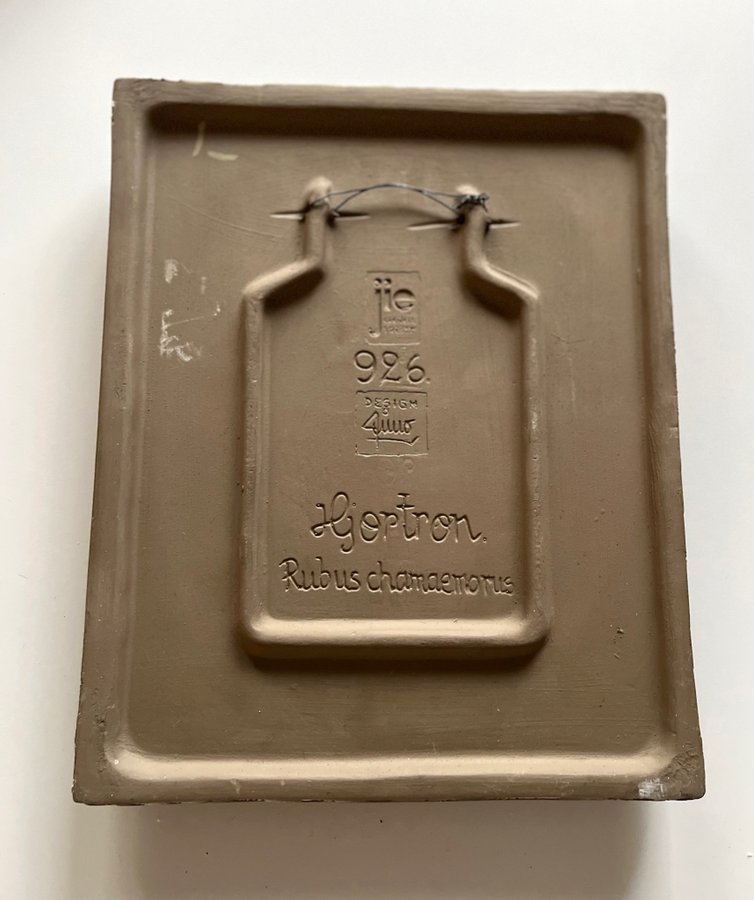 jie
926.
DESIGN
Hjortron.
Rubus chamaemorus